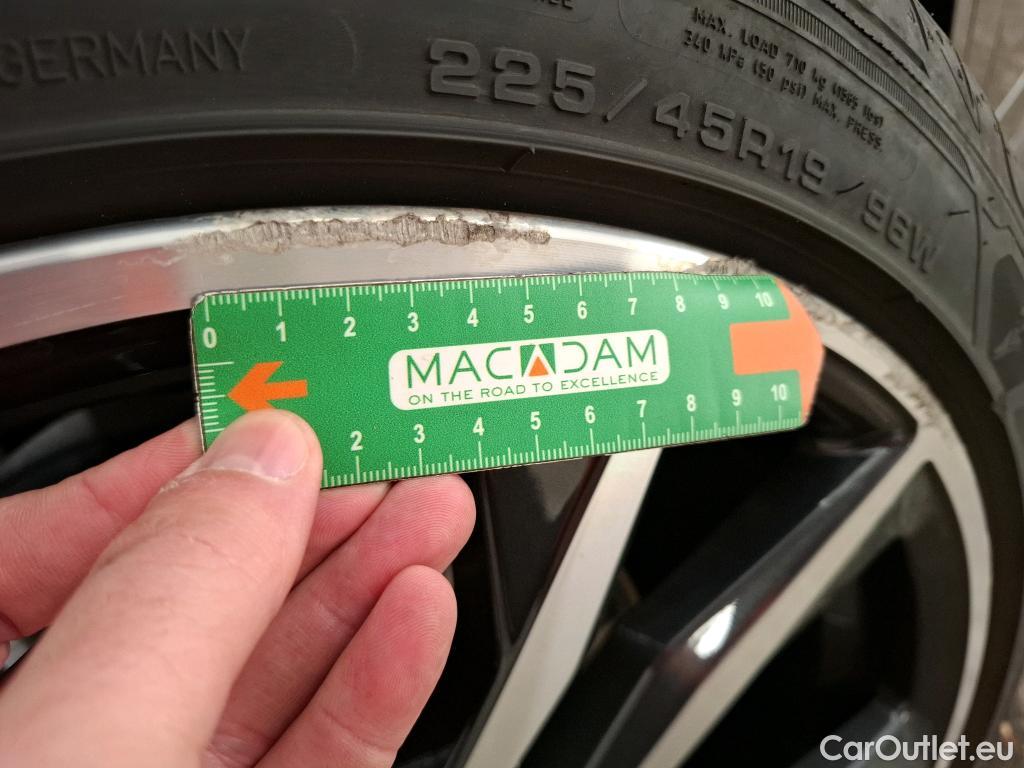 GERMANY
225/45R19/96W
MAX. LOAD 710 kg (1565 lbs)
340 kPa (50 psi) MAX. PRESS.
0 1 2 3 4 5 6 7 8 9 10
MACADAM
ON THE ROAD TO EXCELLENCE
2 3 4 5 6 7 8 9 10
CarOutlet.eu